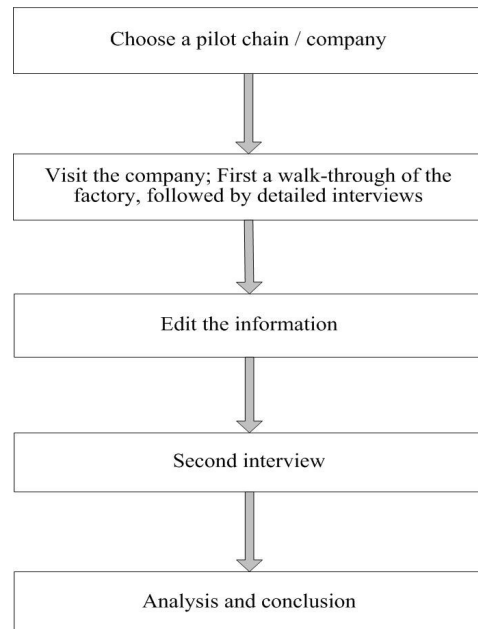 Choose a pilot chain / company
Visit the company; First a walk-through of the
factory, followed by detailed interviews
Edit the information
Second interview
Analysis and conclusion